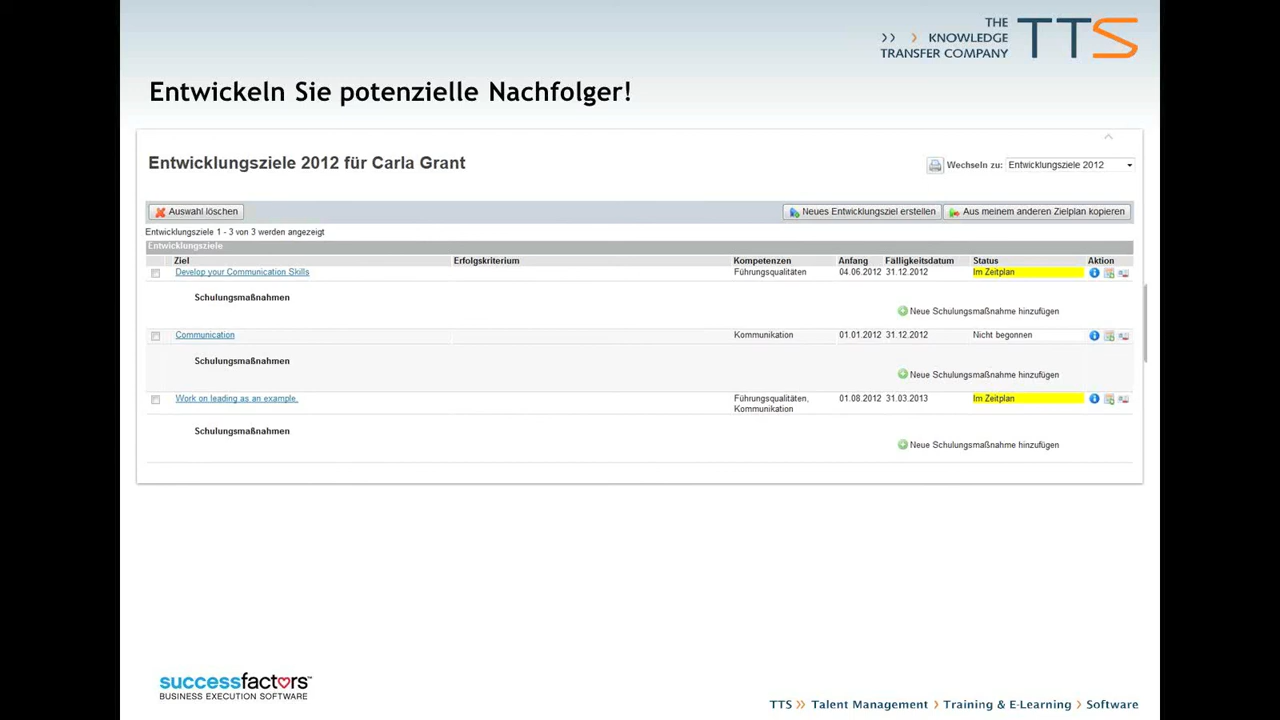 THE
>> > KNOWLEDGE
TRANSFER COMPANY
TTS
Entwickeln Sie potenzielle Nachfolger!
Entwicklungsziele 2012 für Carla Grant
Wechseln zu: Entwicklungsziele 2012
Auswahl löschen Neues Entwicklungsziel erstellen Aus meinem anderen Zielplan kopieren
Entwicklungsziele 1 - 3 von 3 werden angezeigt
Entwicklungsziele
Ziel Erfolgskriterium Kompetenzen Anfang Fälligkeitsdatum Status Aktion
Develop your Communication Skills Führungsqualitäten 04.06.2012 31.12.2012 Im Zeitplan
Schulungsmaßnahmen
Neue Schulungsmaßnahme hinzufügen
Communication Kommunikation 01.01.2012 31.12.2012 Nicht begonnen
Schulungsmaßnahmen
Neue Schulungsmaßnahme hinzufügen
Work on leading as an example. Führungsqualitäten, 01.08.2012 31.03.2013 Im Zeitplan
Kommunikation
Schulungsmaßnahmen
Neue Schulungsmaßnahme hinzufügen
successfactors™
BUSINESS EXECUTION SOFTWARE
TTS >> Talent Management > Training & E-Learning > Software